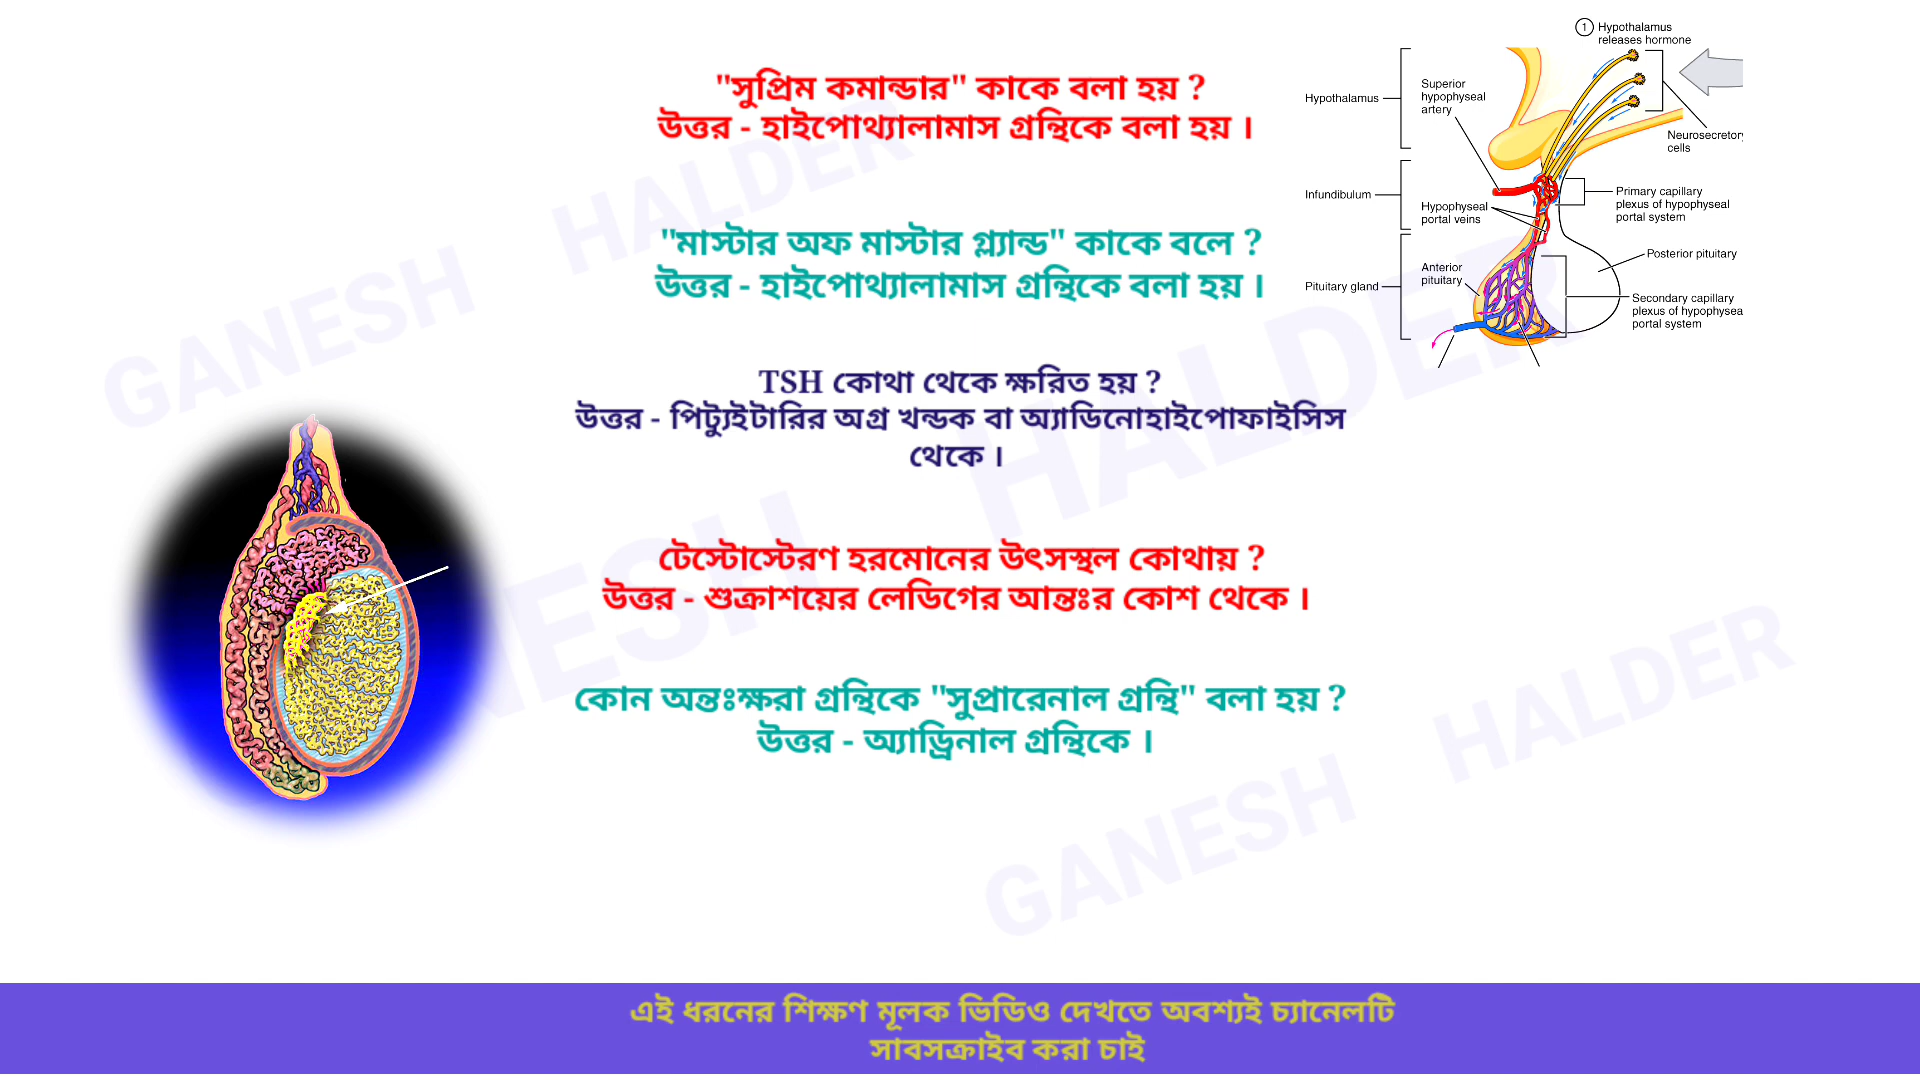 "সুপ্রিম কমান্ডার" কাকে বলা হয় ?
উত্তর - হাইপোথ্যালামাস গ্রন্থিকে বলা হয় ।
"মাস্টার অফ মাস্টার গ্ল্যান্ড" কাকে বলে ?
উত্তর - হাইপোথ্যালামাস গ্রন্থিকে বলা হয় ।
TSH কোথা থেকে ক্ষরিত হয় ?
উত্তর - পিট্যুইটারির অগ্র খন্ডক বা অ্যাডিনোহাইপোফাইসিস
থেকে ।
টেস্টোস্টেরণ হরমোনের উৎসস্থল কোথায় ?
উত্তর - শুক্রাশয়ের লেডিগের আন্তঃর কোশ থেকে ।
কোন অন্তঃক্ষরা গ্রন্থিকে "সুপ্রারেনাল গ্রন্থি" বলা হয় ?
উত্তর - অ্যাড্রিনাল গ্রন্থিকে ।
1 Hypothalamus
releases hormone
Hypothalamus
Superior
hypophyseal
artery
Neurosecretory
cells
Infundibulum
Hypophyseal
portal veins
Primary capillary
plexus of hypophyseal
portal system
Posterior pituitary
Anterior
pituitary
Pituitary gland
Secondary capillary
plexus of hypophysea
portal system
GANESH HALDER
GANESH HALDER
GANESH HALDER
এই ধরনের শিক্ষণ মূলক ভিডিও দেখতে অবশ্যই চ্যানেলটি
সাবসক্রাইব করা চাই